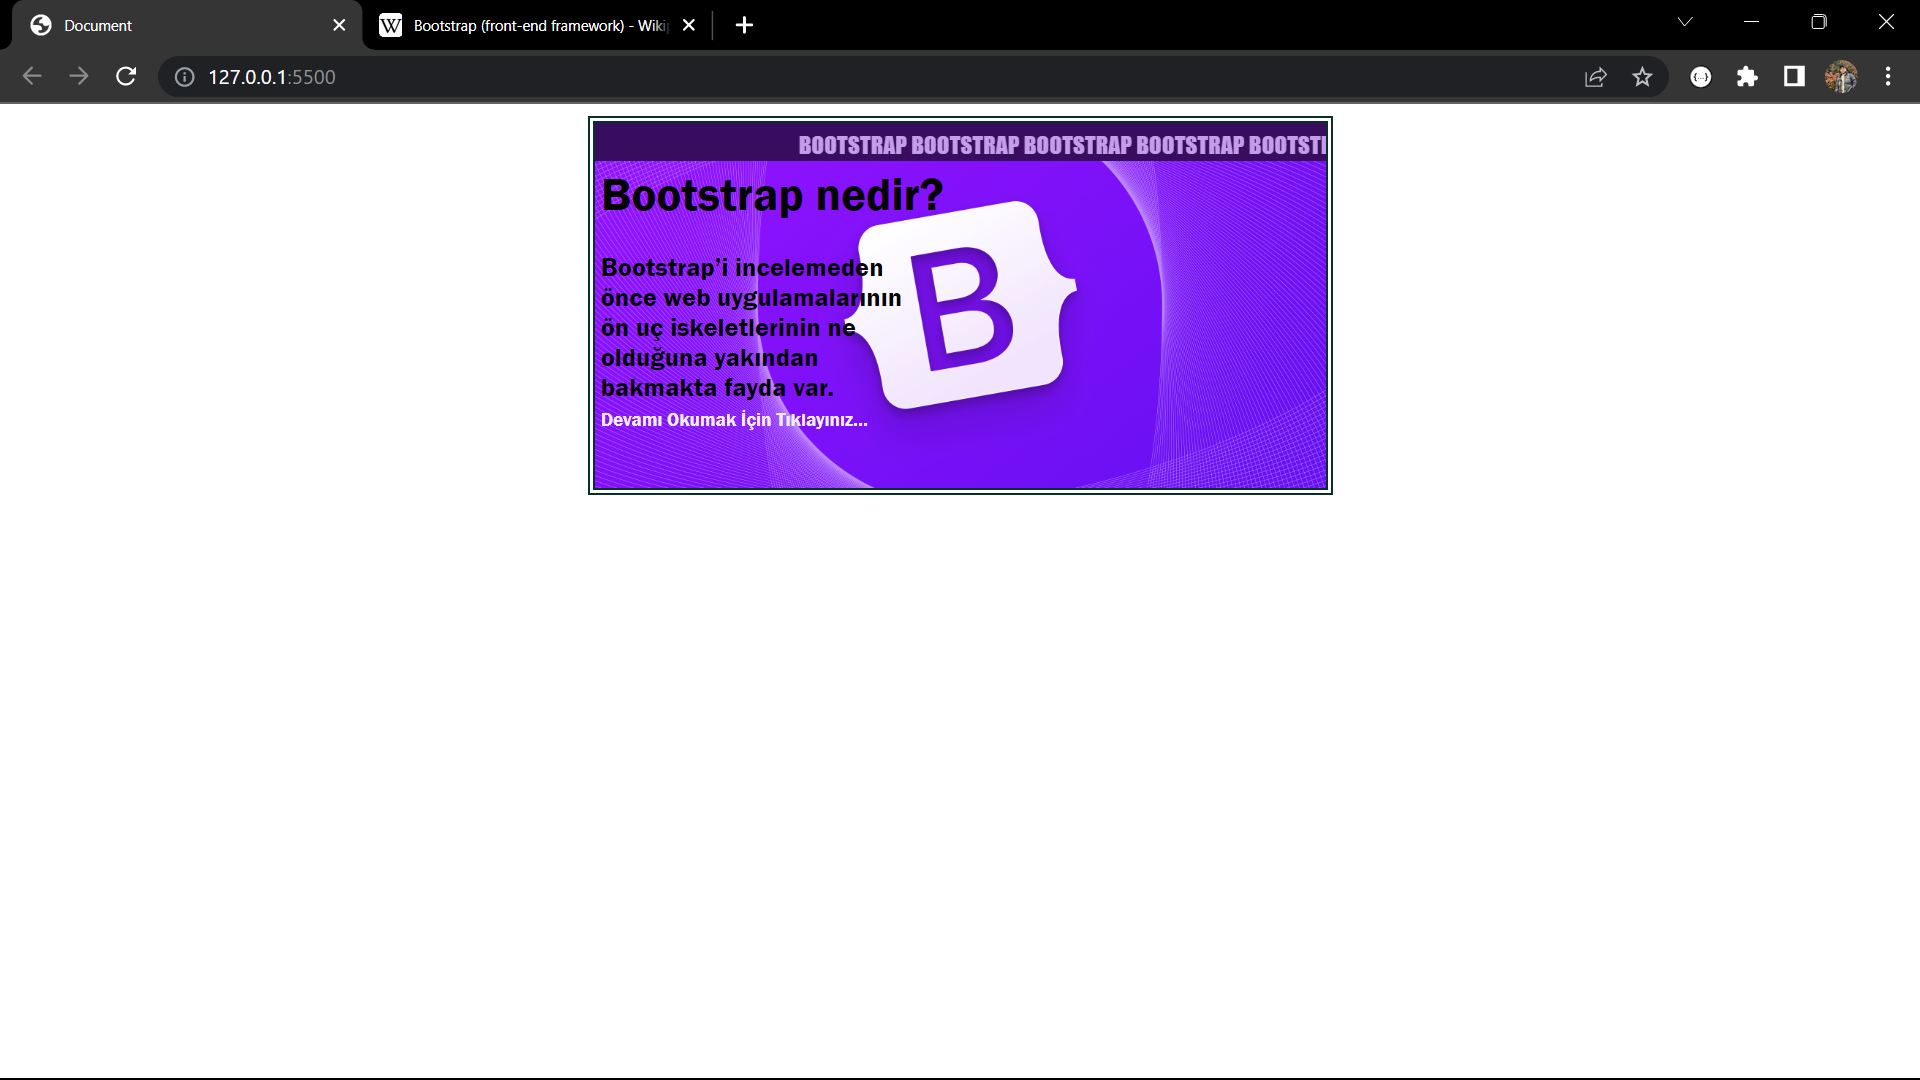 Document
Bootstrap (front-end framework) - Wiki
127.0.0.1:5500
BOOTSTRAP BOOTSTRAP BOOTSTRAP BOOTSTRAP BOOTST
Bootstrap nedir?
Bootstrap’i incelemeden
önce web uygulamalarının
ön uç iskeletlerinin ne
olduğuna yakından
bakmakta fayda var.
Devamı Okumak İçin Tıklayınız...
B